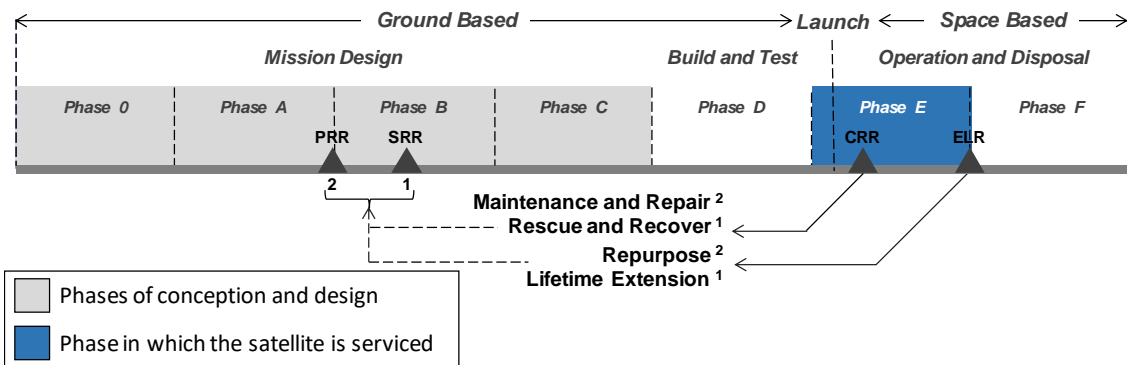 Ground Based Launch Space Based
Mission Design Build and Test Operation and Disposal
Phase 0 Phase A Phase B Phase C Phase D Phase E Phase F
PRR SRR CRR ELR
2 1
Maintenance and Repair 2
Rescue and Recover 1
Repurpose 2
Lifetime Extension 1
Phases of conception and design
Phase in which the satellite is serviced